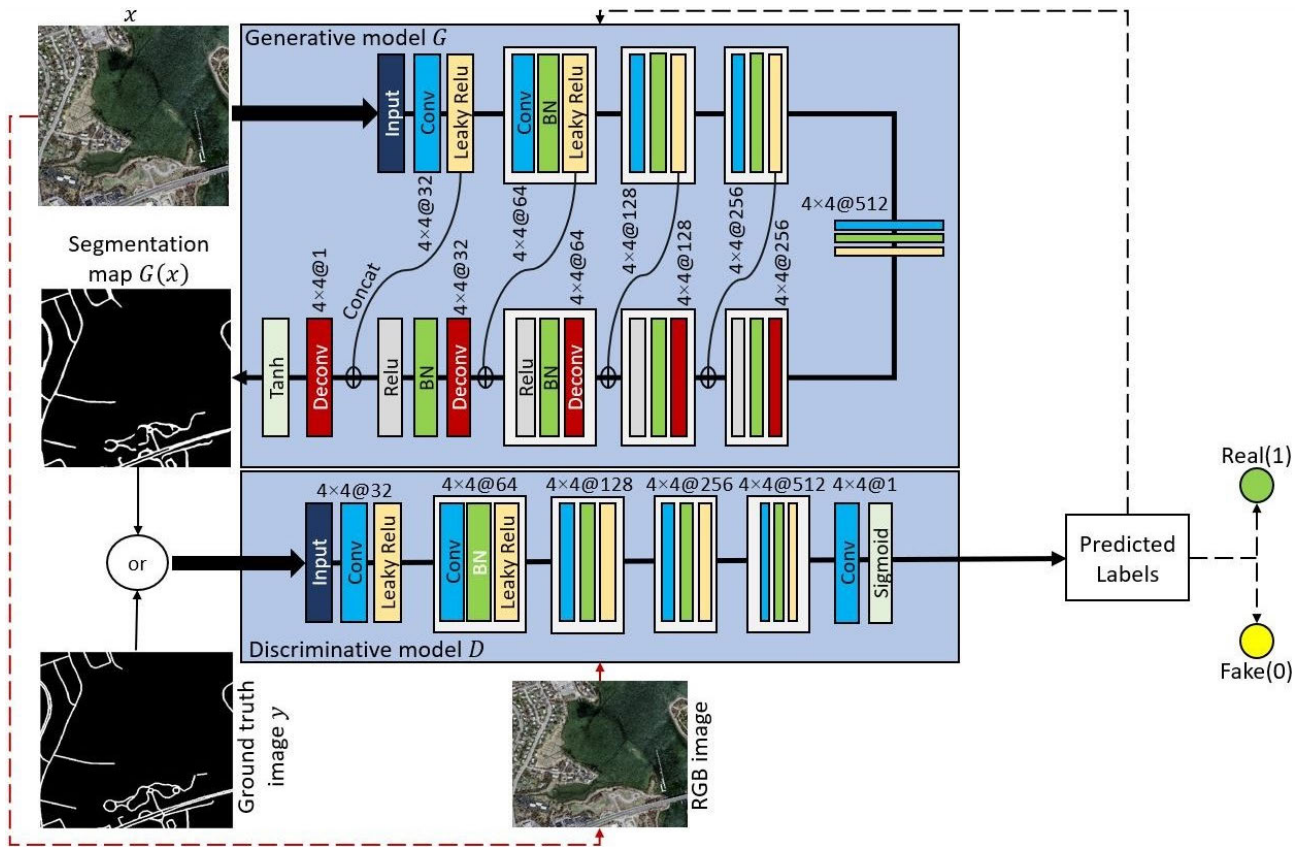 x
Generative model G
Input
Conv
Leaky Relu
Conv
BN
Leaky Relu
4×4@32
4×4@64
4×4@128
4×4@256
4×4@512
Segmentation
map G(x)
4×4@1
Concat
4×4@32
4×4@64
4×4@128
4×4@256
Tanh
Deconv
Relu
BN
Deconv
Relu
BN
Deconv
4×4@32
4×4@64
4×4@128
4×4@256
4×4@512
4×4@1
or
Input
Conv
Leaky Relu
Conv
BN
Leaky Relu
Conv
Sigmoid
Discriminative model D
Predicted
Labels
Real(1)
Fake(0)
Ground truth
image y
RGB image